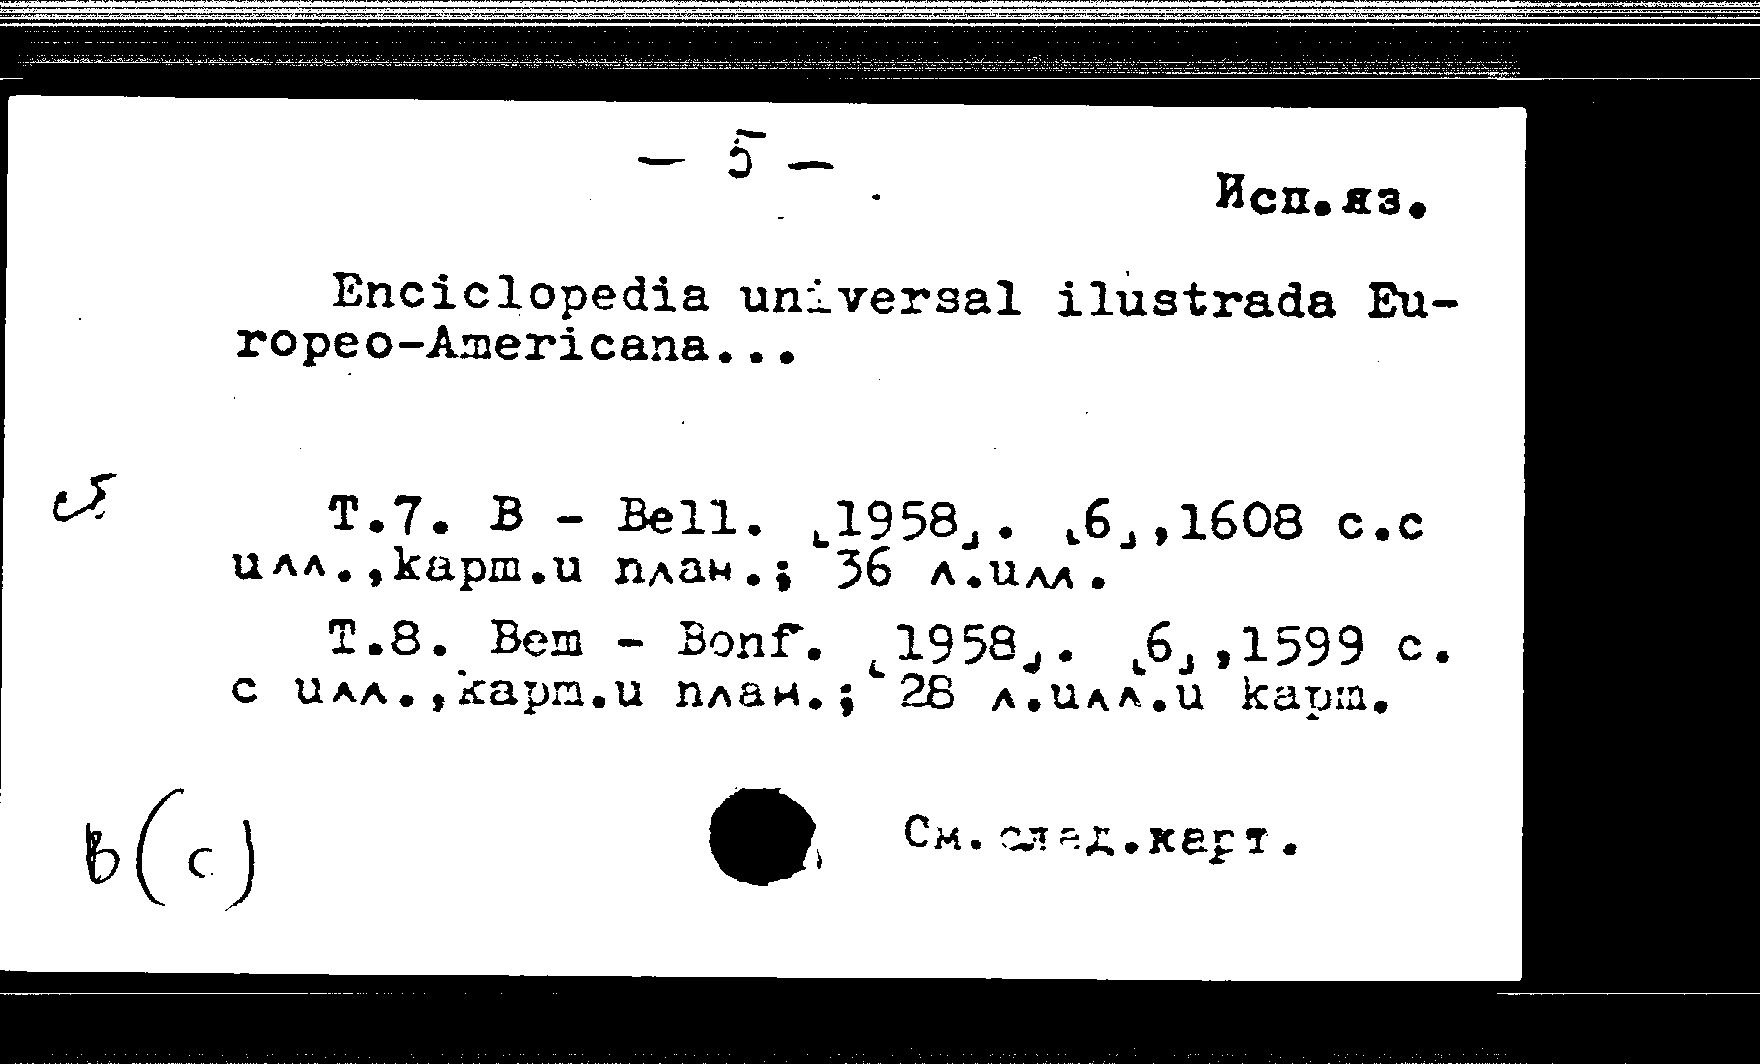 — 5 —
Исп.яз.
Enciclopedia universal ilustrada Eu-
ropeo-Americana...
Т.7. B - Bell. ⌞1958⌟. ⌞6⌟,1608 с.с
илл.,карт.и план.; 36 л.илл.
Т.8. Bem - Bonf. ⌞1958⌟. ⌞6⌟,1599 с.
с илл.,карт.и план.; 28 л.илл.и карт.
В(с)
См.след.карт.